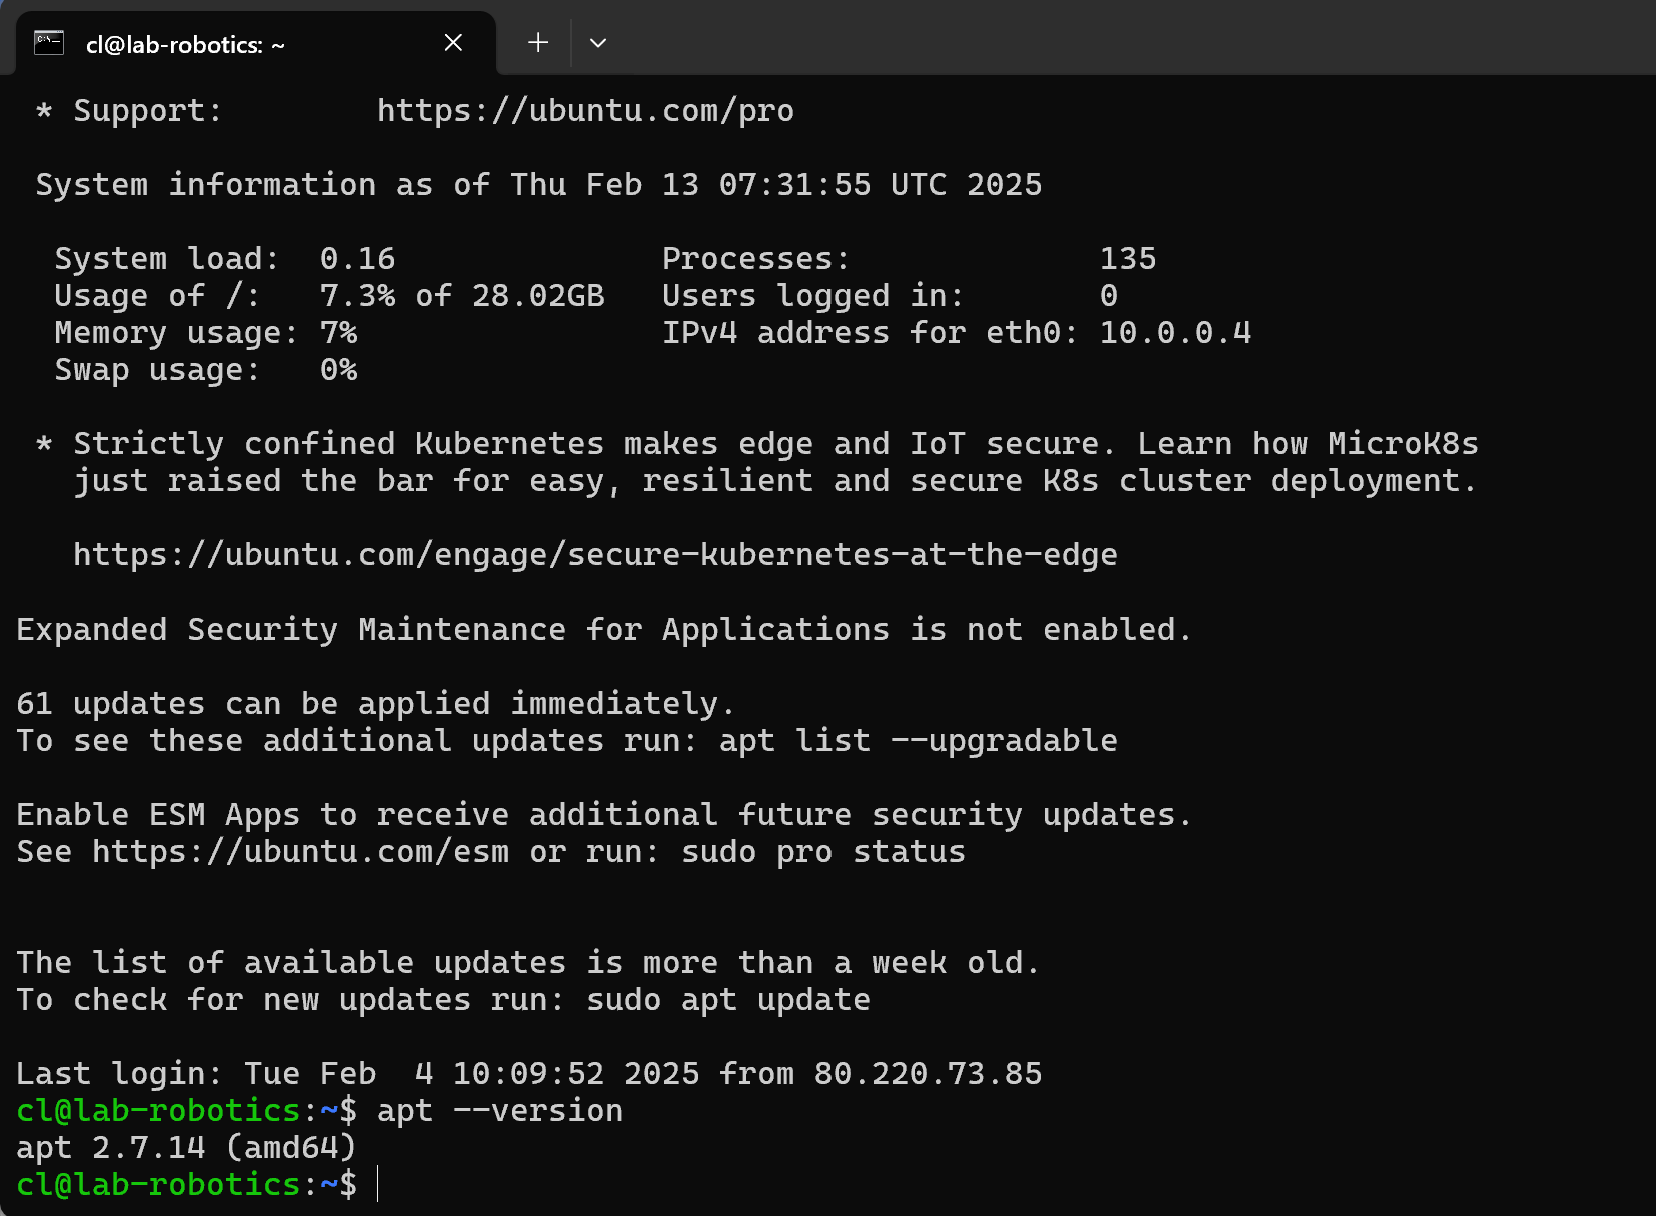 cl@lab-robotics: ~
* Support:        https://ubuntu.com/pro
System information as of Thu Feb 13 07:31:55 UTC 2025
System load:  0.16              Processes:             135
Usage of /:   7.3% of 28.02GB   Users logged in:       0
Memory usage: 7%                IPv4 address for eth0: 10.0.0.4
Swap usage:   0%
* Strictly confined Kubernetes makes edge and IoT secure. Learn how MicroK8s
just raised the bar for easy, resilient and secure K8s cluster deployment.
https://ubuntu.com/engage/secure-kubernetes-at-the-edge
Expanded Security Maintenance for Applications is not enabled.
61 updates can be applied immediately.
To see these additional updates run: apt list --upgradable
Enable ESM Apps to receive additional future security updates.
See https://ubuntu.com/esm or run: sudo pro status
The list of available updates is more than a week old.
To check for new updates run: sudo apt update
Last login: Tue Feb  4 10:09:52 2025 from 80.220.73.85
cl@lab-robotics:~$ apt --version
apt 2.7.14 (amd64)
cl@lab-robotics:~$